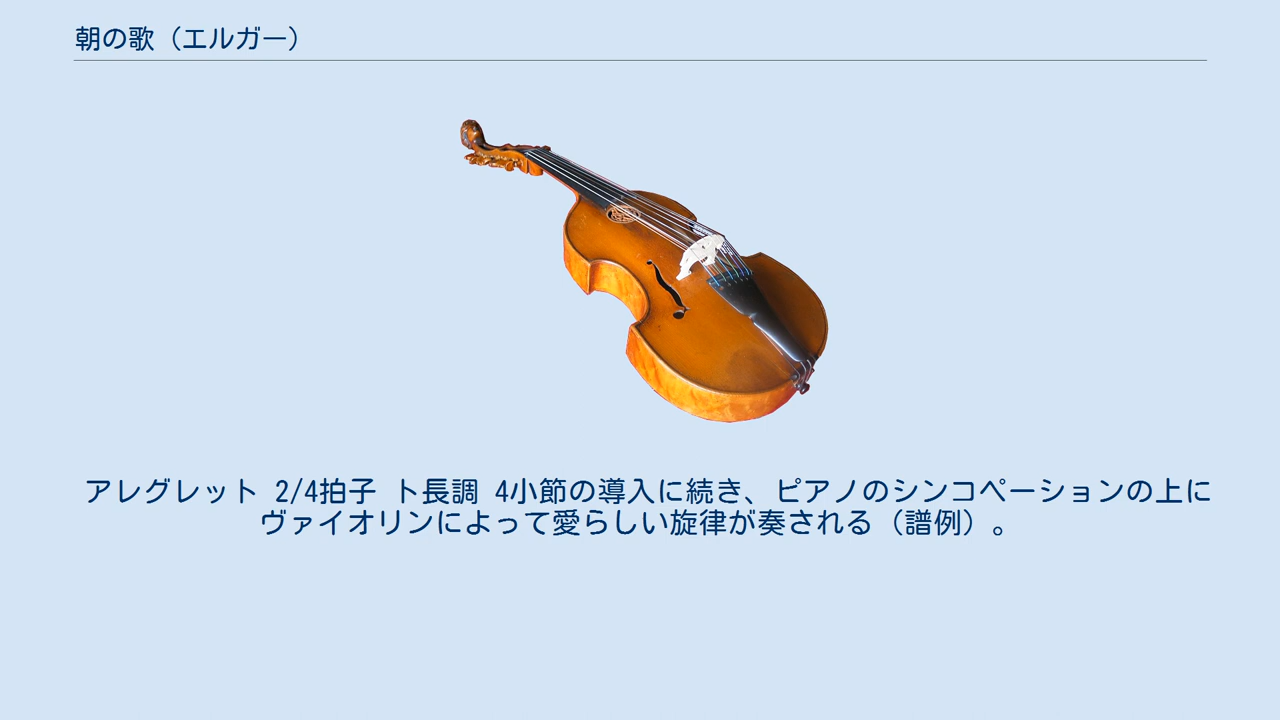 朝の歌（エルガー）
アレグレット 2/4拍子 ト長調 4小節の導入に続き、ピアノのシンコペーションの上に
ヴァイオリンによって愛らしい旋律が奏される（譜例）。